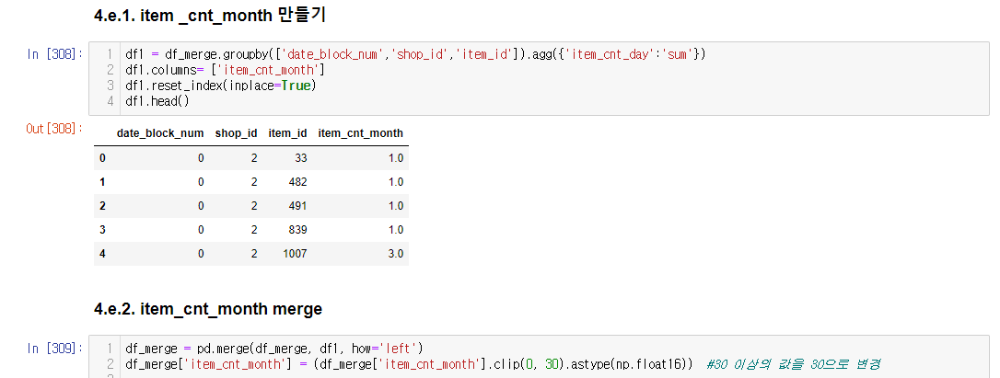 4.e.1. item _cnt_month 만들기
In [308]:
1 df1 = df_merge.groupby(['date_block_num','shop_id','item_id']).agg({'item_cnt_day':'sum'})
2 df1.columns= ['item_cnt_month']
3 df1.reset_index(inplace=True)
4 df1.head()
Out[308]:
date_block_num shop_id item_id item_cnt_month
0 0 2 33 1.0
1 0 2 482 1.0
2 0 2 491 1.0
3 0 2 839 1.0
4 0 2 1007 3.0
4.e.2. item_cnt_month merge
In [309]:
1 df_merge = pd.merge(df_merge, df1, how='left')
2 df_merge['item_cnt_month'] = (df_merge['item_cnt_month'].clip(0, 30).astype(np.float16)) #30 이상의 값을 30으로 변경